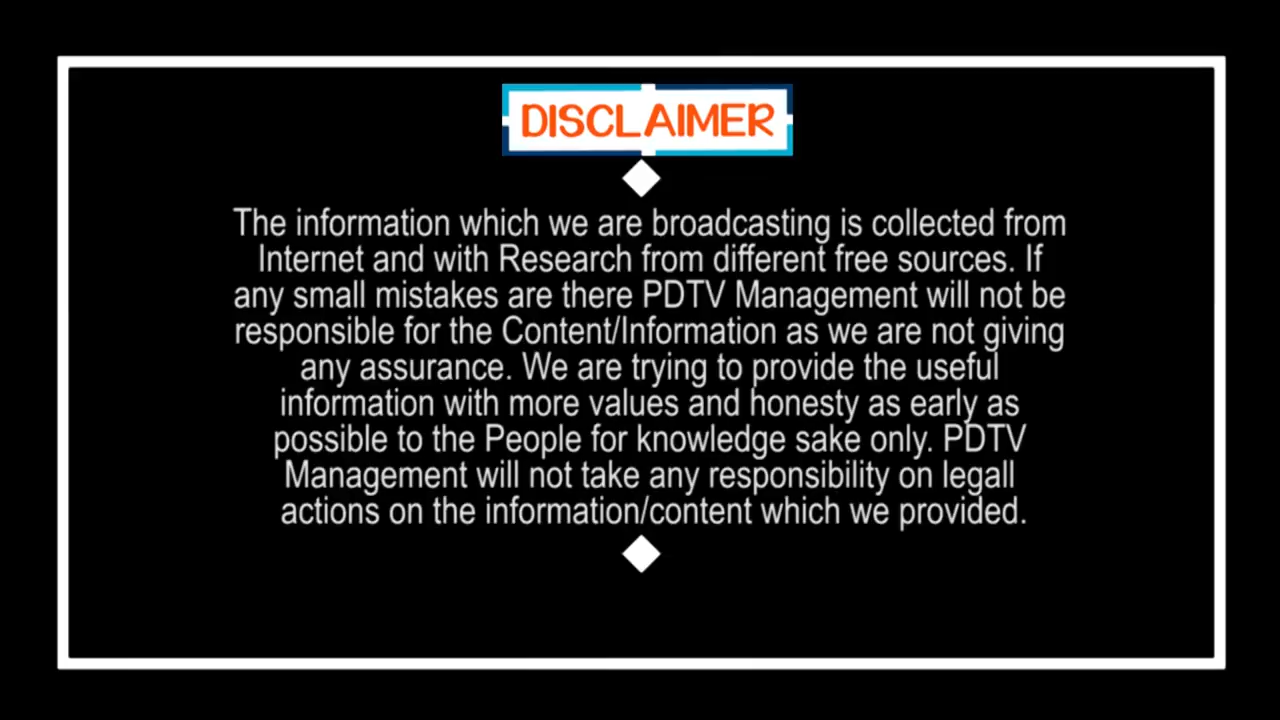 DISCLAIMER
The information which we are broadcasting is collected from
Internet and with Research from different free sources. If
any small mistakes are there PDTV Management will not be
responsible for the Content/Information as we are not giving
any assurance. We are trying to provide the useful
information with more values and honesty as early as
possible to the People for knowledge sake only. PDTV
Management will not take any responsibility on legall
actions on the information/content which we provided.